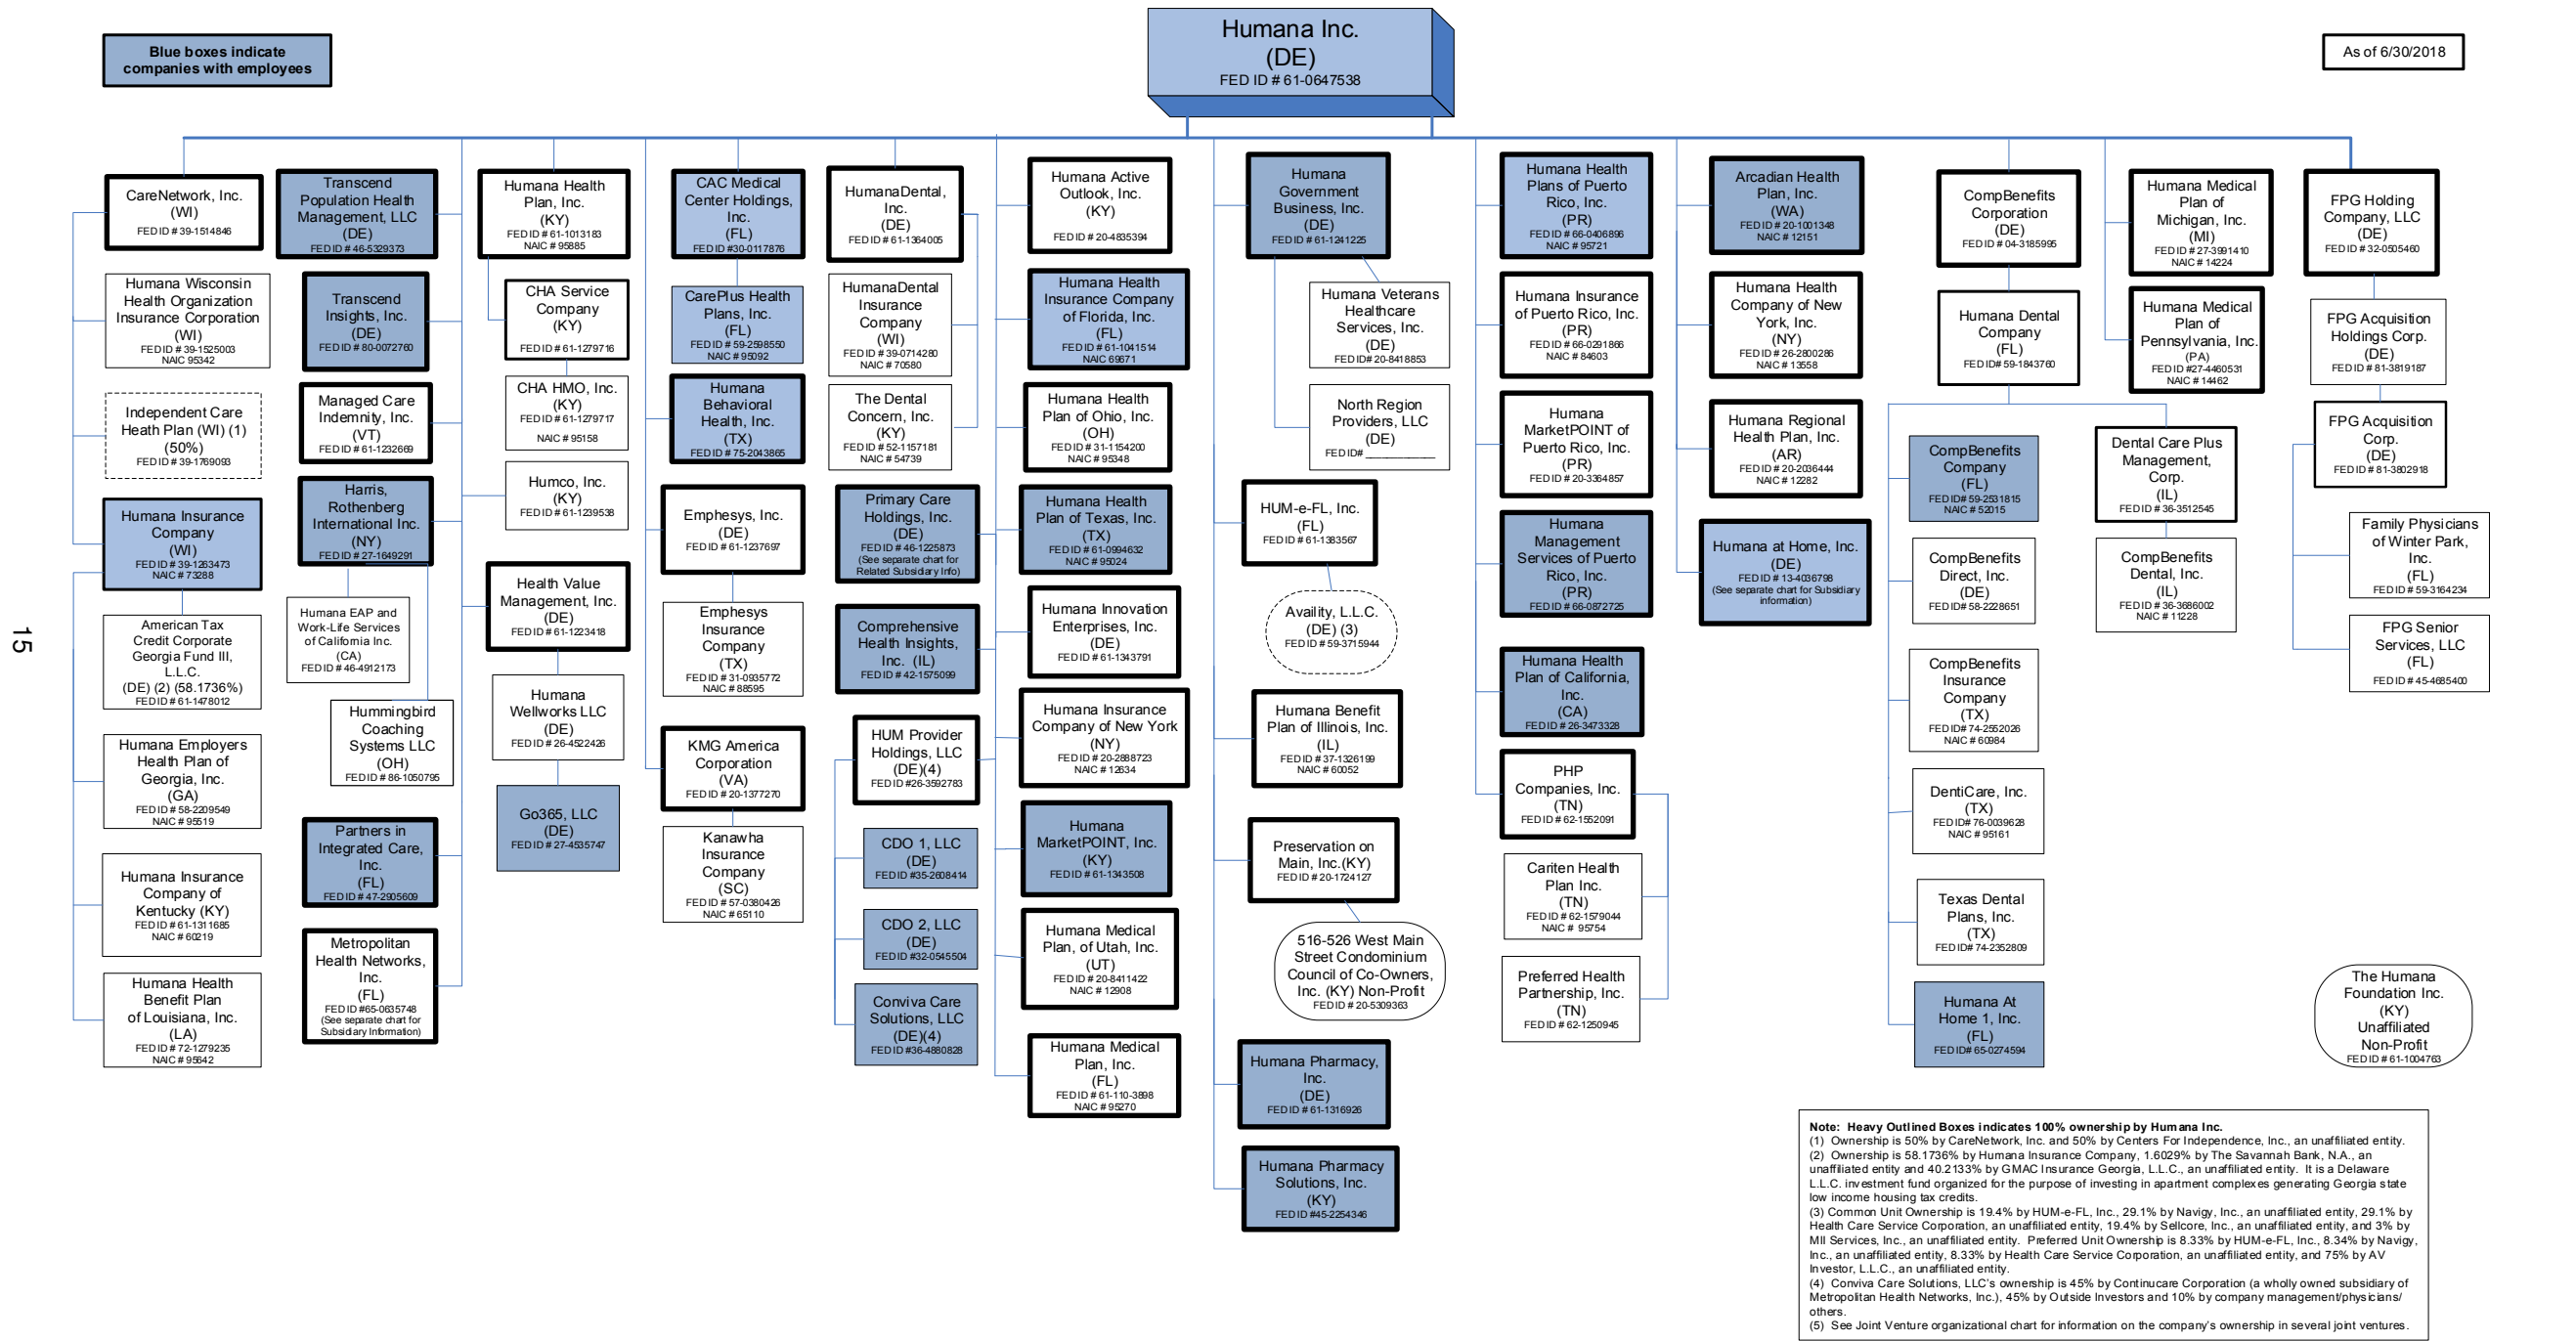 Humana Inc.
(DE)
FED ID # 61-0647538
Blue boxes indicate
companies with employees
As of 6/30/2018
CareNetwork, Inc.
(WI)
FED ID # 39-1514846
Humana Wisconsin
Health Organization
Insurance Corporation
(WI)
FED ID # 39-1525003
NAIC 95342
Independent Care
Heath Plan (WI) (1)
(50%)
FED ID # 39-1769093
Humana Insurance
Company
(WI)
FED ID # 39-1263473
NAIC # 73288
American Tax
Credit Corporate
Georgia Fund III,
L.L.C.
(DE) (2) (58.1736%)
FED ID # 61-1478012
Humana Employers
Health Plan of
Georgia, Inc.
(GA)
FED ID # 58-2209549
NAIC # 95519
Humana Insurance
Company of
Kentucky (KY)
FED ID # 61-1311685
NAIC # 60219
Humana Health
Benefit Plan
of Louisiana, Inc.
(LA)
FED ID # 72-1279235
NAIC # 95642
Transcend
Population Health
Management, LLC
(DE)
FED ID # 46-5329373
Transcend
Insights, Inc.
(DE)
FED ID # 80-0072760
Managed Care
Indemnity, Inc.
(VT)
FED ID # 61-1232669
Harris,
Rothenberg
International Inc.
(NY)
FED ID # 27-1649291
Humana EAP and
Work-Life Services
of California Inc.
(CA)
FED ID # 46-4912173
Hummingbird
Coaching
Systems LLC
(OH)
FED ID # 86-1050795
Partners in
Integrated Care,
Inc.
(FL)
FED ID # 47-2905609
Metropolitan
Health Networks,
Inc.
(FL)
FED ID #65-0635748
(See separate chart for
Subsidiary Information)
Humana Health
Plan, Inc.
(KY)
FED ID # 61-1013183
NAIC # 95885
CHA Service
Company
(KY)
FED ID # 61-1279716
CHA HMO, Inc.
(KY)
FED ID # 61-1279717
NAIC # 95158
Humco, Inc.
(KY)
FED ID # 61-1239538
Health Value
Management, Inc.
(DE)
FED ID # 61-1223418
Humana
Wellworks LLC
(DE)
FED ID # 26-4522426
Go365, LLC
(DE)
FED ID # 27-4535747
CAC Medical
Center Holdings,
Inc.
(FL)
FED ID #30-0117876
CarePlus Health
Plans, Inc.
(FL)
FED ID # 59-2598550
NAIC # 95092
Humana
Behavioral
Health, Inc.
(TX)
FED ID # 75-2043865
Emphesys, Inc.
(DE)
FED ID # 61-1237697
Emphesys
Insurance
Company
(TX)
FED ID # 31-0935772
NAIC # 88595
KMG America
Corporation
(VA)
FED ID # 20-1377270
Kanawha
Insurance
Company
(SC)
FED ID # 57-0380426
NAIC # 65110
HumanaDental,
Inc.
(DE)
FED ID # 61-1364005
HumanaDental
Insurance
Company
(WI)
FED ID # 39-0714280
NAIC # 70580
The Dental
Concern, Inc.
(KY)
FED ID # 52-1157181
NAIC # 54739
Primary Care
Holdings, Inc.
(DE)
FED ID # 46-1225873
(See separate chart for
Related Subsidiary Info)
Comprehensive
Health Insights,
Inc. (IL)
FED ID # 42-1575099
HUM Provider
Holdings, LLC
(DE)(4)
FED ID #26-3592783
CDO 1, LLC
(DE)
FED ID #35-2608414
CDO 2, LLC
(DE)
FED ID #32-0545504
Conviva Care
Solutions, LLC
(DE)(4)
FED ID #36-4880828
Humana Active
Outlook, Inc.
(KY)
FED ID # 20-4835394
Humana Health
Insurance Company
of Florida, Inc.
(FL)
FED ID # 61-1041514
NAIC 69671
Humana Health
Plan of Ohio, Inc.
(OH)
FED ID # 31-1154200
NAIC # 95348
Humana Health
Plan of Texas, Inc.
(TX)
FED ID # 61-0994632
NAIC # 95024
Humana Innovation
Enterprises, Inc.
(DE)
FED ID # 61-1343791
Humana Insurance
Company of New York
(NY)
FED ID # 20-2888723
NAIC # 12634
Humana
MarketPOINT, Inc.
(KY)
FED ID # 61-1343508
Humana Medical
Plan, of Utah, Inc.
(UT)
FED ID # 20-8411422
NAIC # 12908
Humana Medical
Plan, Inc.
(FL)
FED ID # 61-110-3898
NAIC # 95270
Humana
Government
Business, Inc.
(DE)
FED ID # 61-1241225
Humana Veterans
Healthcare
Services, Inc.
(DE)
FED ID# 20-8418853
North Region
Providers, LLC
(DE)
FED ID# ____________
HUM-e-FL, Inc.
(FL)
FED ID # 61-1383567
Availity, L.L.C.
(DE) (3)
FED ID # 59-3715944
Humana Benefit
Plan of Illinois, Inc.
(IL)
FED ID # 37-1326199
NAIC # 60052
Preservation on
Main, Inc.(KY)
FED ID # 20-1724127
516-526 West Main
Street Condominium
Council of Co-Owners,
Inc. (KY) Non-Profit
FED ID # 20-5309363
Humana Pharmacy,
Inc.
(DE)
FED ID # 61-1316926
Humana Pharmacy
Solutions, Inc.
(KY)
FED ID #45-2254346
Humana Health
Plans of Puerto
Rico, Inc.
(PR)
FED ID # 66-0406896
NAIC # 95721
Humana Insurance
of Puerto Rico, Inc.
(PR)
FED ID # 66-0291866
NAIC # 84603
Humana
MarketPOINT of
Puerto Rico, Inc.
(PR)
FED ID # 20-3364857
Humana
Management
Services of Puerto
Rico, Inc.
(PR)
FED ID # 66-0872725
Humana Health
Plan of California,
Inc.
(CA)
FED ID # 26-3473328
PHP
Companies, Inc.
(TN)
FED ID # 62-1552091
Cariten Health
Plan Inc.
(TN)
FED ID # 62-1579044
NAIC # 95754
Preferred Health
Partnership, Inc.
(TN)
FED ID # 62-1250945
Arcadian Health
Plan, Inc.
(WA)
FED ID # 20-1001348
NAIC # 12151
Humana Health
Company of New
York, Inc.
(NY)
FED ID # 26-2800286
NAIC # 13558
Humana Regional
Health Plan, Inc.
(AR)
FED ID # 20-2036444
NAIC # 12282
Humana at Home, Inc.
(DE)
FED ID # 13-4036798
(See separate chart for Subsidiary
information)
CompBenefits
Corporation
(DE)
FED ID # 04-3185995
Humana Dental
Company
(FL)
FED ID# 59-1843760
CompBenefits
Company
(FL)
FED ID# 59-2531815
NAIC # 52015
CompBenefits
Direct, Inc.
(DE)
FED ID# 58-2228651
CompBenefits
Insurance
Company
(TX)
FED ID# 74-2552026
NAIC # 60984
DentiCare, Inc.
(TX)
FED ID# 76-0039628
NAIC # 95161
Texas Dental
Plans, Inc.
(TX)
FED ID# 74-2352809
Humana At
Home 1, Inc.
(FL)
FED ID# 65-0274594
Dental Care Plus
Management,
Corp.
(IL)
FED ID # 36-3512545
CompBenefits
Dental, Inc.
(IL)
FED ID # 36-3686002
NAIC # 11228
Humana Medical
Plan of
Michigan, Inc.
(MI)
FED ID # 27-3991410
NAIC # 14224
Humana Medical
Plan of
Pennsylvania, Inc.
(PA)
FED ID #27-4460531
NAIC # 14462
FPG Holding
Company, LLC
(DE)
FED ID # 32-0505460
FPG Acquisition
Holdings Corp.
(DE)
FED ID # 81-3819187
FPG Acquisition
Corp.
(DE)
FED ID # 81-3802918
Family Physicians
of Winter Park,
Inc.
(FL)
FED ID # 59-3164234
FPG Senior
Services, LLC
(FL)
FED ID # 45-4685400
The Humana
Foundation Inc.
(KY)
Unaffiliated
Non-Profit
FED ID # 61-1004763
Note: Heavy Outlined Boxes indicates 100% ownership by Humana Inc.
(1) Ownership is 50% by CareNetwork, Inc. and 50% by Centers For Independence, Inc., an unaffiliated entity.
(2) Ownership is 58.1736% by Humana Insurance Company, 1.6029% by The Savannah Bank, N.A., an
unaffiliated entity and 40.2133% by GMAC Insurance Georgia, L.L.C., an unaffiliated entity. It is a Delaware
L.L.C. investment fund organized for the purpose of investing in apartment complexes generating Georgia state
low income housing tax credits.
(3) Common Unit Ownership is 19.4% by HUM-e-FL, Inc., 29.1% by Navigy, Inc., an unaffiliated entity, 29.1% by
Health Care Service Corporation, an unaffiliated entity, 19.4% by Sellcore, Inc., an unaffiliated entity, and 3% by
MII Services, Inc., an unaffiliated entity. Preferred Unit Ownership is 8.33% by HUM-e-FL, Inc., 8.34% by Navigy,
Inc., an unaffiliated entity, 8.33% by Health Care Service Corporation, an unaffiliated entity, and 75% by AV
Investor, L.L.C., an unaffiliated entity.
(4) Conviva Care Solutions, LLC's ownership is 45% by Continucare Corporation (a wholly owned subsidiary of
Metropolitan Health Networks, Inc.), 45% by Outside Investors and 10% by company management/physicians/
others.
(5) See Joint Venture organizational chart for information on the company's ownership in several joint ventures.
15